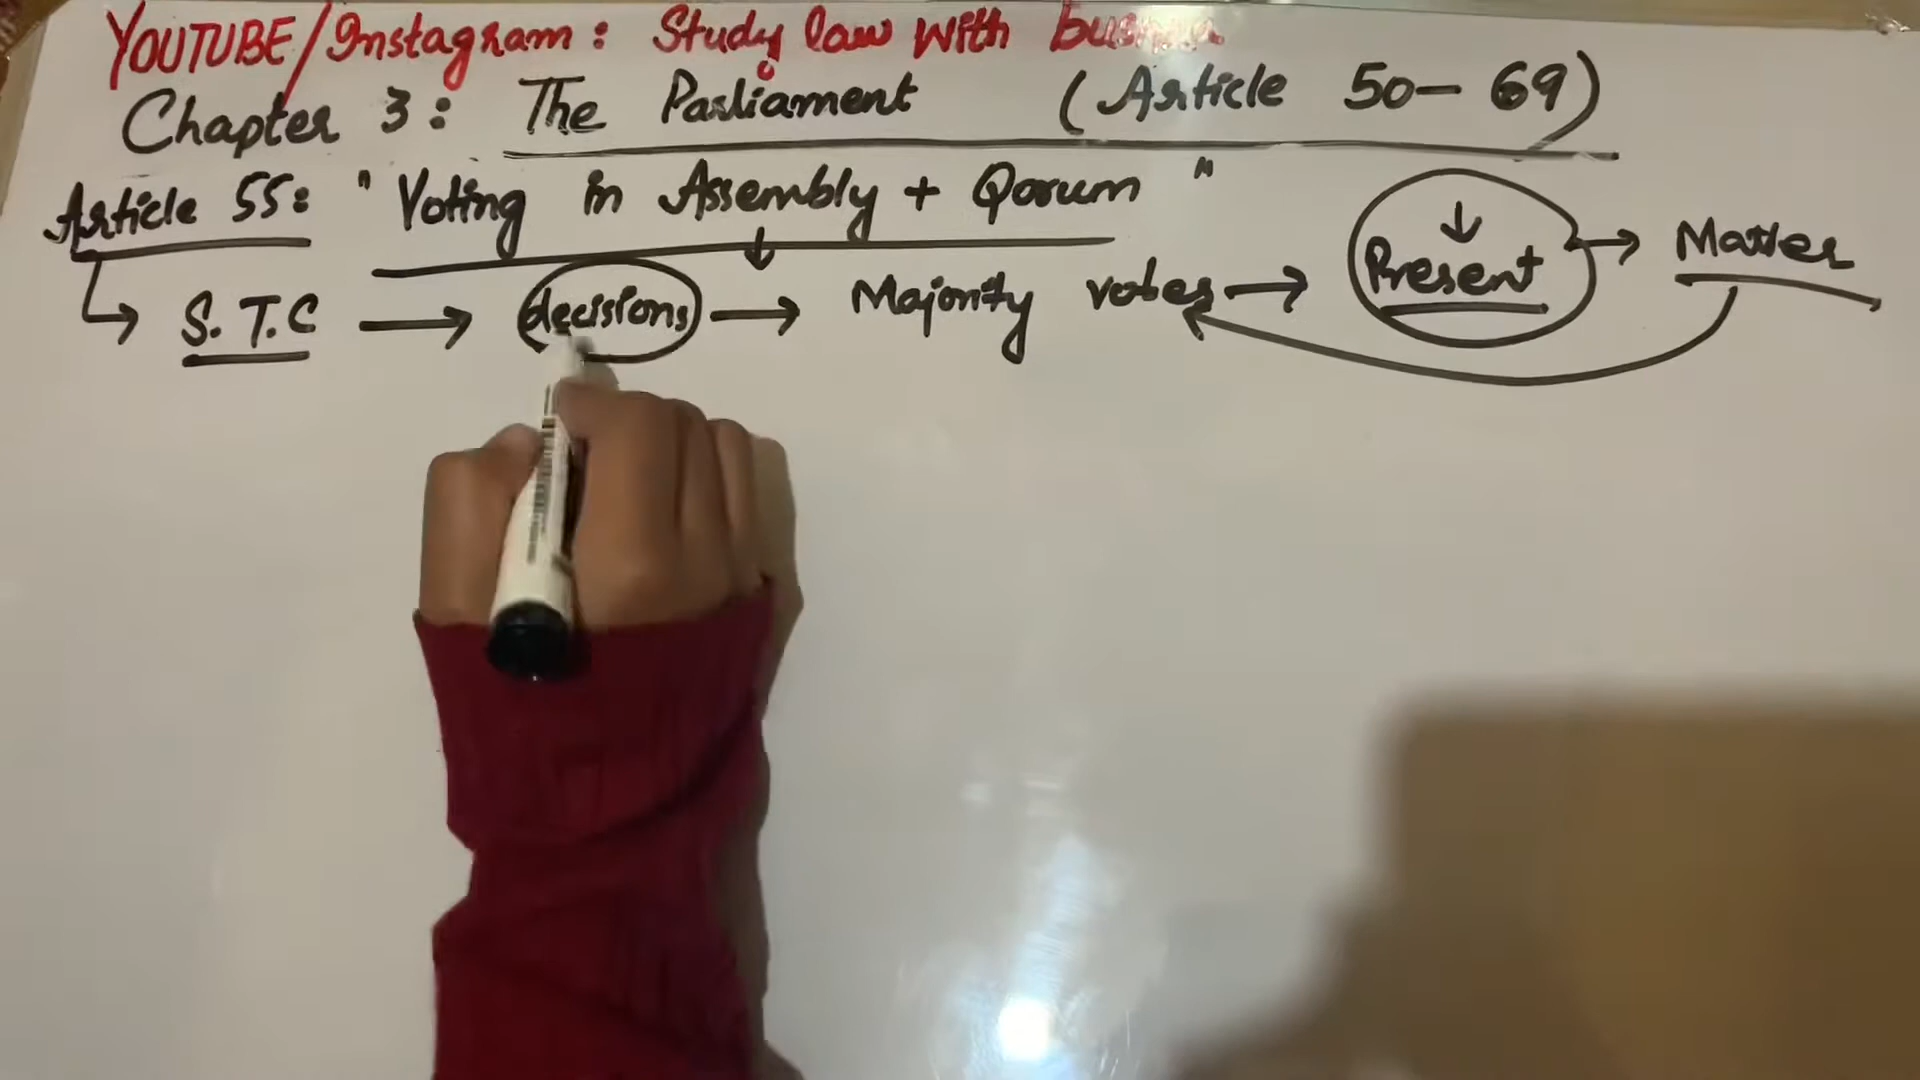 YOUTUBE/Instagram: Study law with bushra
Chapter 3: The Parliament (Article 50-69)
Article 55: "Voting in Assembly + Qorum"
S.T.C → decisions → Majority votes → Present → Matter